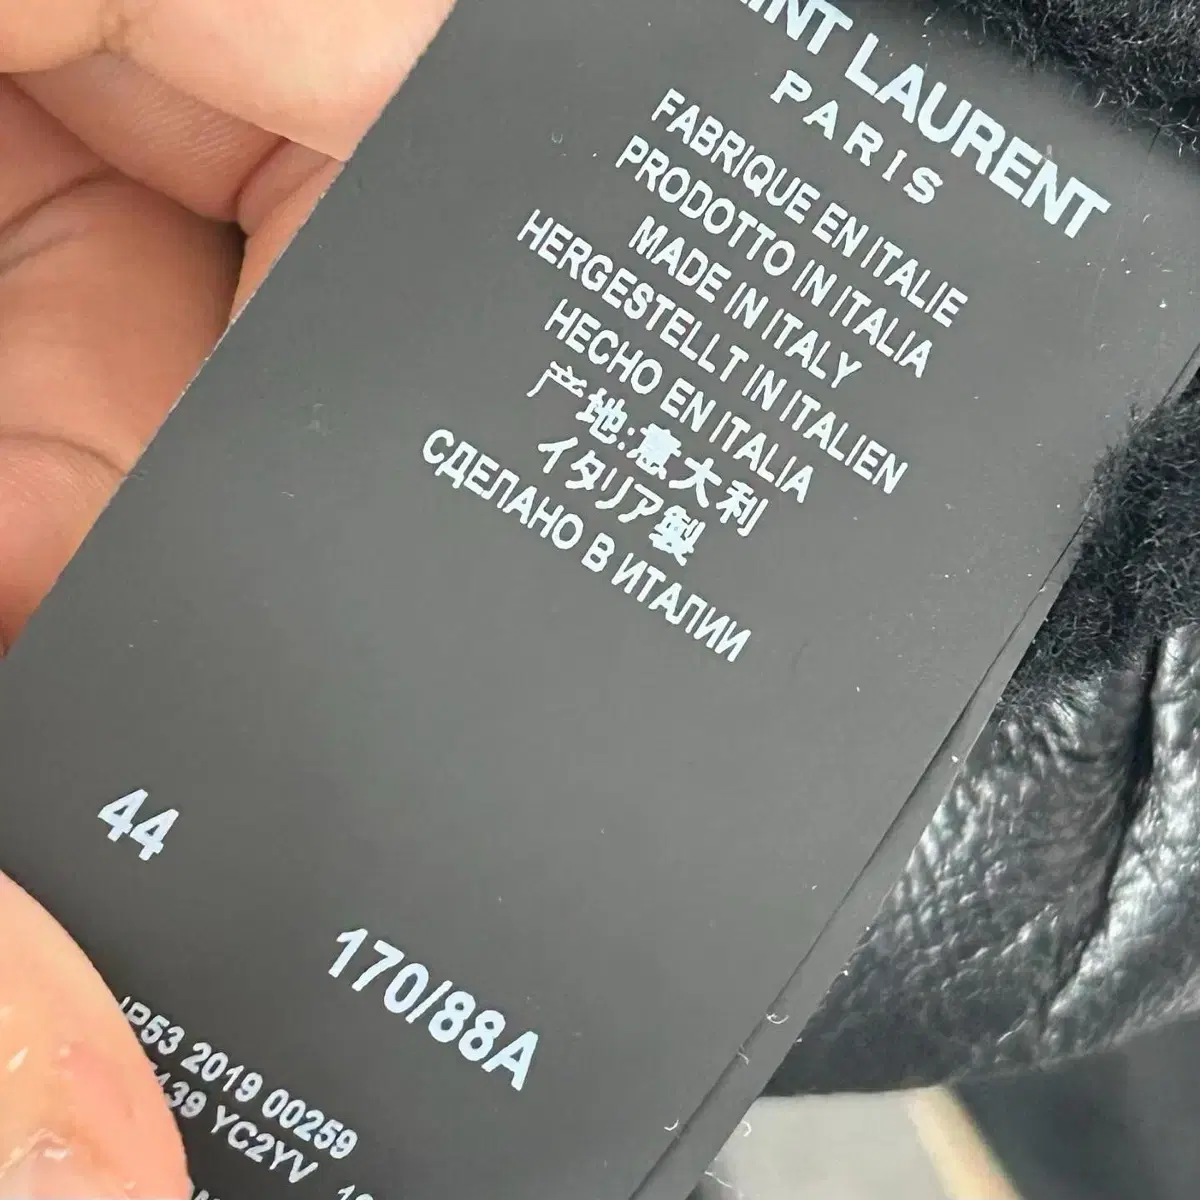 LAURENT
PARIS
FABRIQUE EN ITALIE
PRODOTTO IN ITALIA
MADE IN ITALY
HERGESTELLT IN ITALIEN
HECHO EN ITALIA
产地:意大利
イタリア製
СДЕЛАНО В ИТАЛИИ
44
170/88A
2019 00259
YC2YV